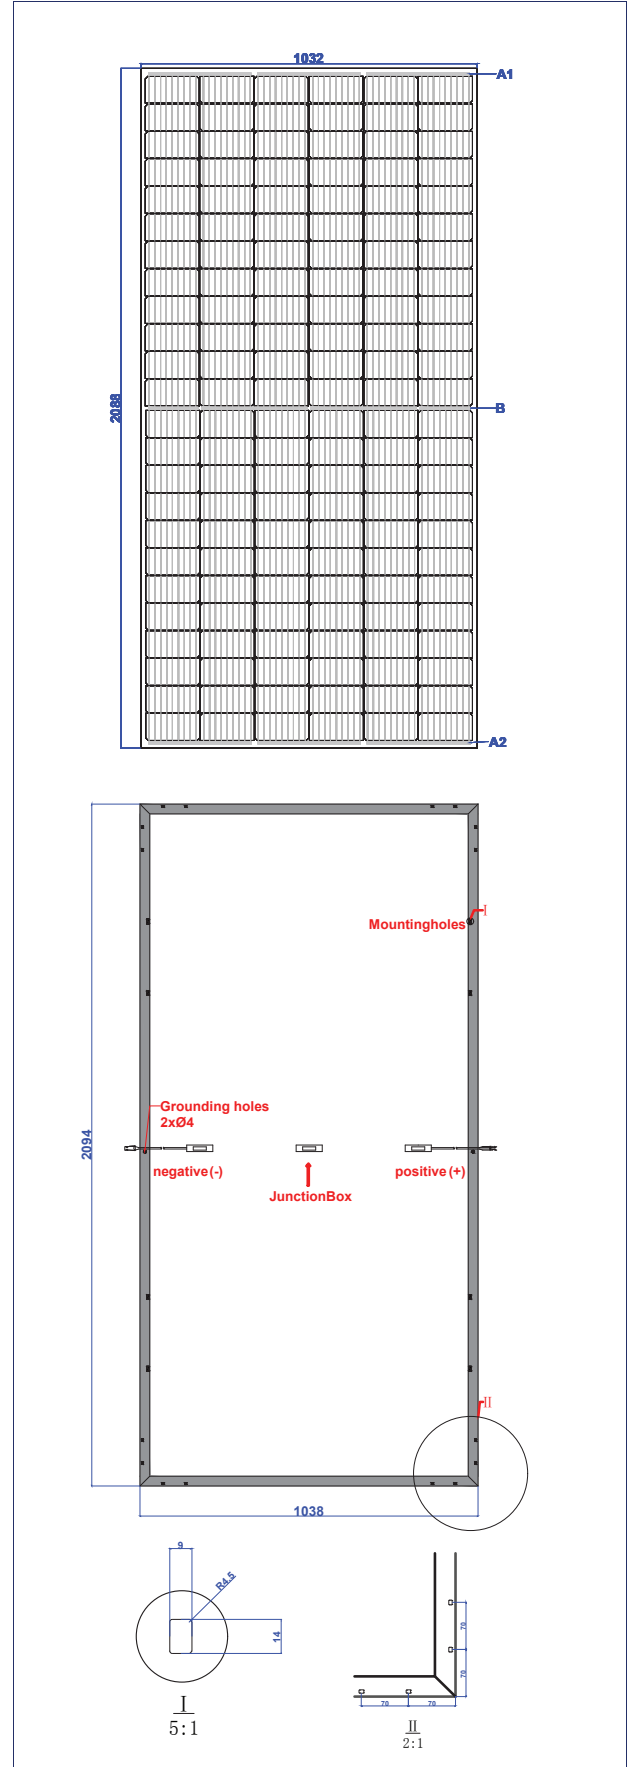 1032
A1
2088
B
A2
I
Mountingholes
2094
Grounding holes
2xØ4
negative(-)
positive(+)
JunctionBox
II
1038
9
R4.5
14
70
70
70
70
I
5:1
II
2:1